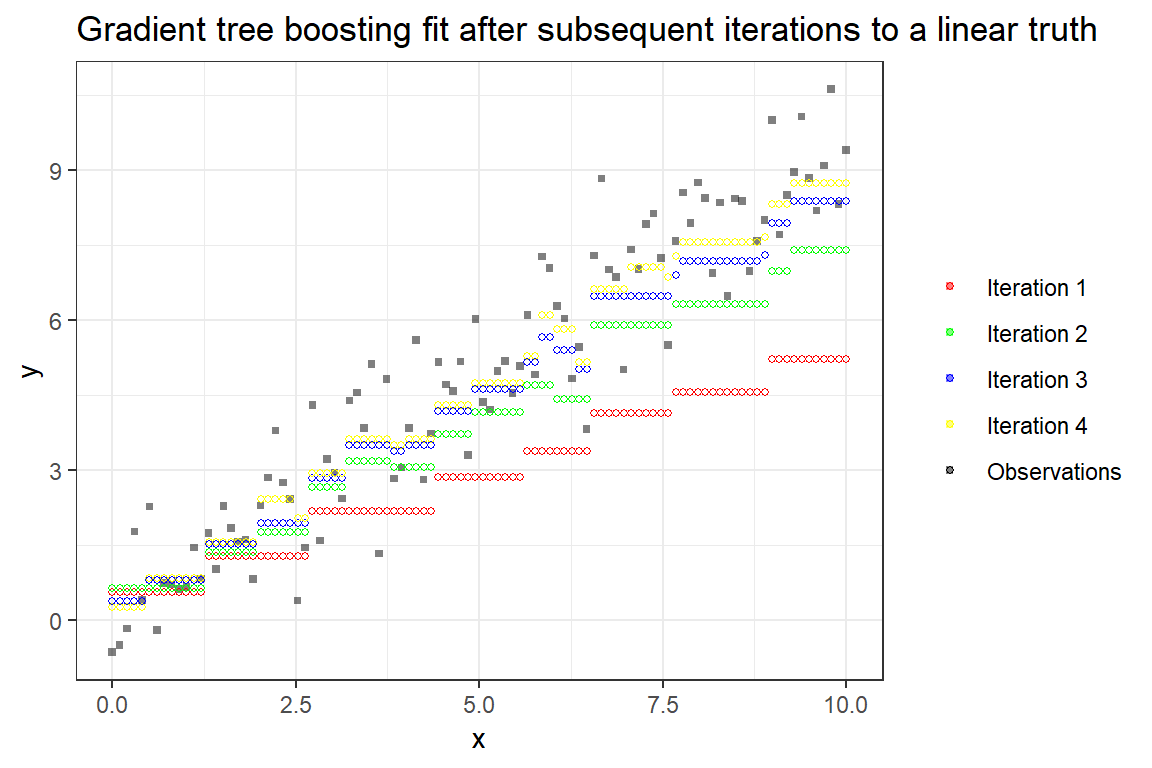 Gradient tree boosting fit after subsequent iterations to a linear truth
9
6
3
0
y
0.0 2.5 5.0 7.5 10.0
x
Iteration 1
Iteration 2
Iteration 3
Iteration 4
Observations